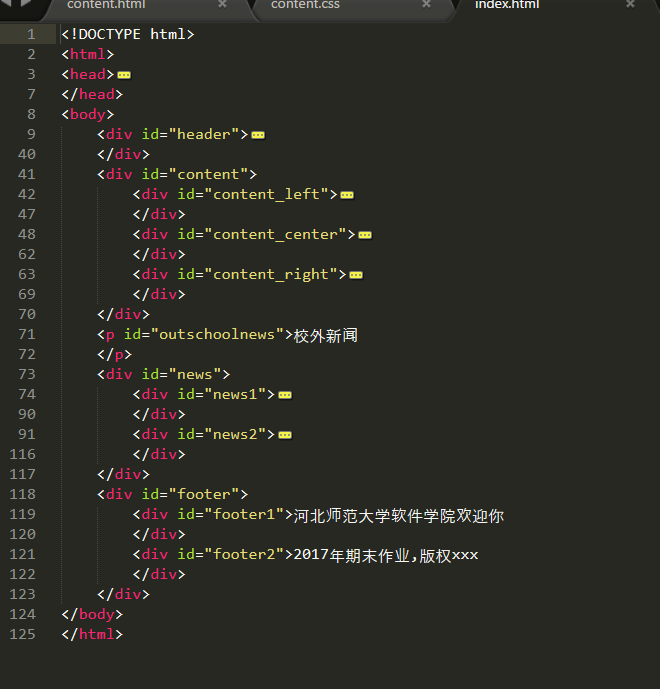 content.html × content.css × index.html ×
1 <!DOCTYPE html>
2 <html>
3 <head>
7 </head>
8 <body>
9 <div id="header">
40 </div>
41 <div id="content">
42 <div id="content_left">
47 </div>
48 <div id="content_center">
62 </div>
63 <div id="content_right">
69 </div>
70 </div>
71 <p id="outschoolnews">校外新闻
72 </p>
73 <div id="news">
74 <div id="news1">
90 </div>
91 <div id="news2">
116 </div>
117 </div>
118 <div id="footer">
119 <div id="footer1">河北师范大学软件学院欢迎你
120 </div>
121 <div id="footer2">2017年期末作业,版权xxx
122 </div>
123 </div>
124 </body>
125 </html>